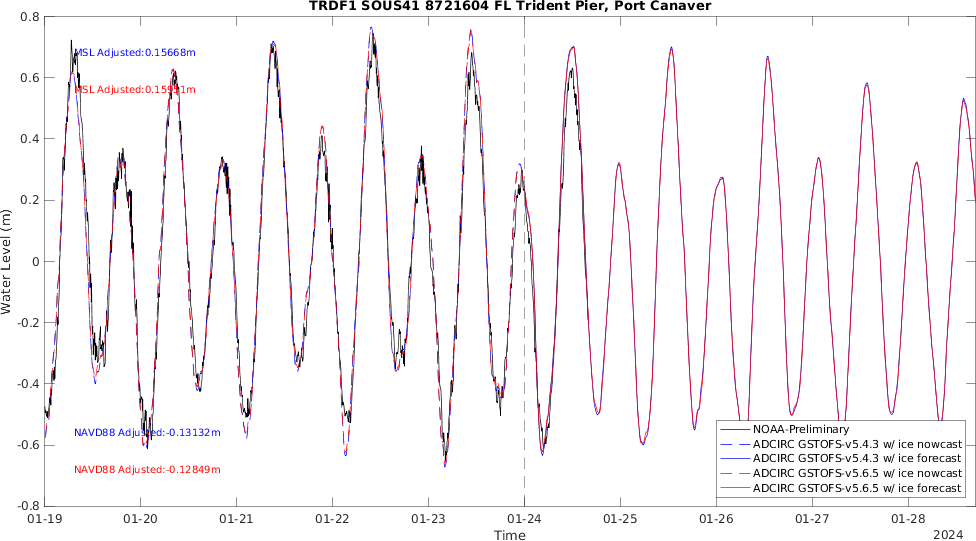 TRDF1 SOUS41 8721604 FL Trident Pier, Port Canaver
0.8
0.6
0.4
0.2
0
-0.2
-0.4
-0.6
-0.8
Water Level (m)
MSL Adjusted:0.15668m
MSL Adjusted:0.15951m
NAVD88 Adjusted:-0.13132m
NAVD88 Adjusted:-0.12849m
NOAA-Preliminary
ADCIRC GSTOFS-v5.4.3 w/ ice nowcast
ADCIRC GSTOFS-v5.4.3 w/ ice forecast
ADCIRC GSTOFS-v5.6.5 w/ ice nowcast
ADCIRC GSTOFS-v5.6.5 w/ ice forecast
01-19 01-20 01-21 01-22 01-23 01-24 01-25 01-26 01-27 01-28
Time
2024